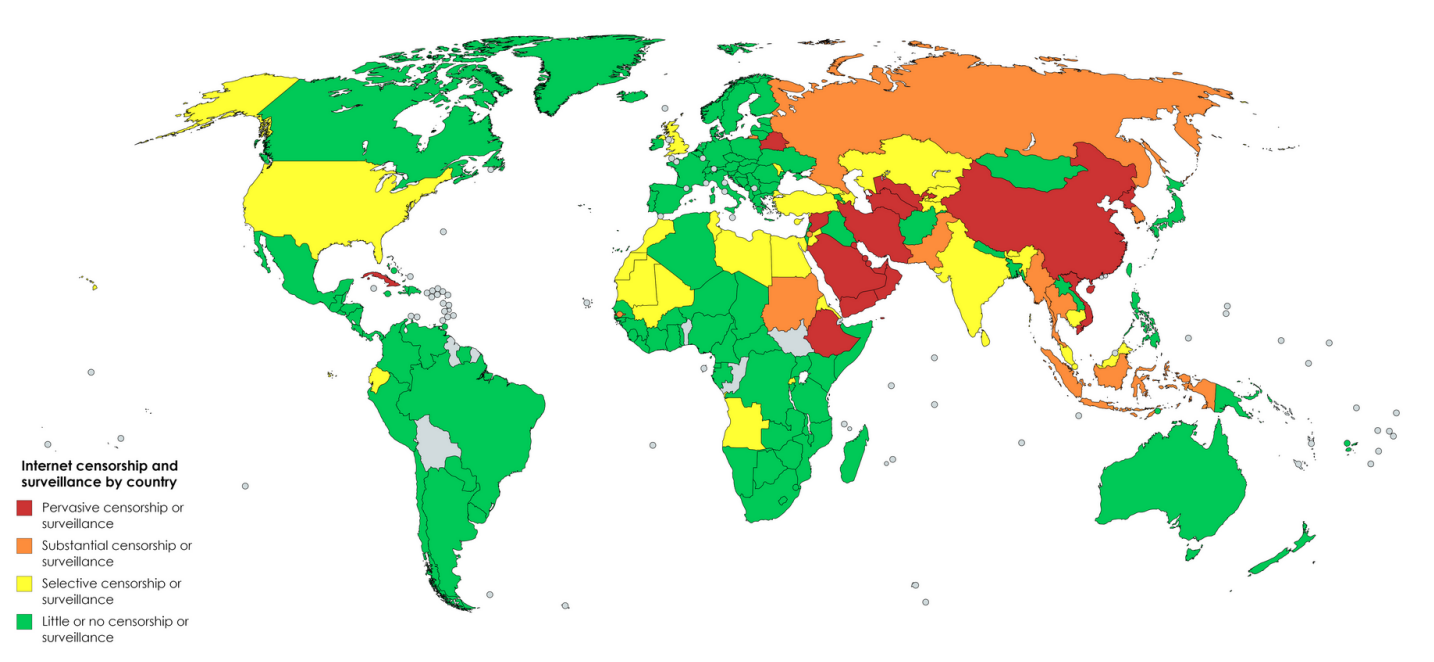 Internet censorship and
surveillance by country
Pervasive censorship or
surveillance
Substantial censorship or
surveillance
Selective censorship or
surveillance
Little or no censorship or
surveillance